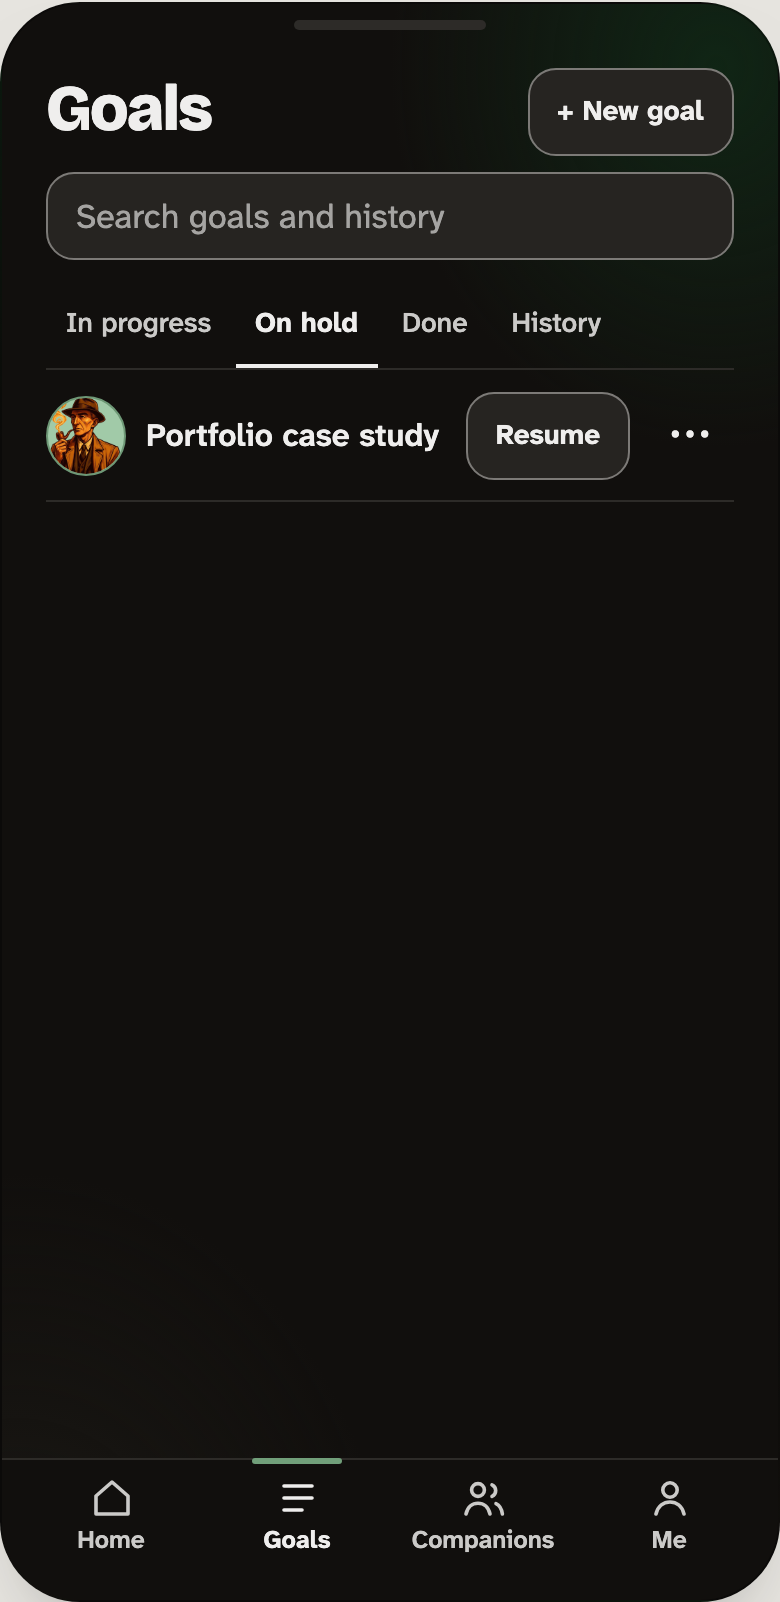 Goals
+ New goal
Search goals and history
In progress
On hold
Done
History
Portfolio case study
Resume
Home
Goals
Companions
Me